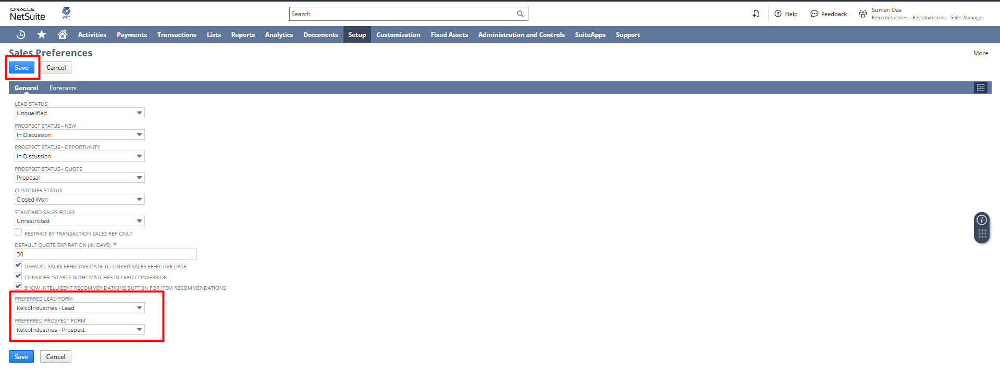 ORACLE
NetSuite
WCT
Search
Help
Feedback
Suman Das
Kelco Industries - KelcoIndustries - Sales Manager
Activities Payments Transactions Lists Reports Analytics Documents Setup Customization Fixed Assets Administration and Controls SuiteApps Support
Sales Preferences
More
Save Cancel
General Forecasts
LEAD STATUS
Unqualified
PROSPECT STATUS - NEW
In Discussion
PROSPECT STATUS - OPPORTUNITY
In Discussion
PROSPECT STATUS - QUOTE
Proposal
CUSTOMER STATUS
Closed Won
STANDARD SALES ROLES
Unrestricted
RESTRICT BY TRANSACTION SALES REP ONLY
DEFAULT QUOTE EXPIRATION (IN DAYS) *
30
DEFAULT SALES EFFECTIVE DATE TO LINKED SALES EFFECTIVE DATE
CONSIDER "STARTS WITH" MATCHES IN LEAD CONVERSION
SHOW INTELLIGENT RECOMMENDATIONS BUTTON FOR ITEM RECOMMENDATIONS
PREFERRED LEAD FORM
KelcoIndustries - Lead
PREFERRED PROSPECT FORM
KelcoIndustries - Prospect
Save Cancel